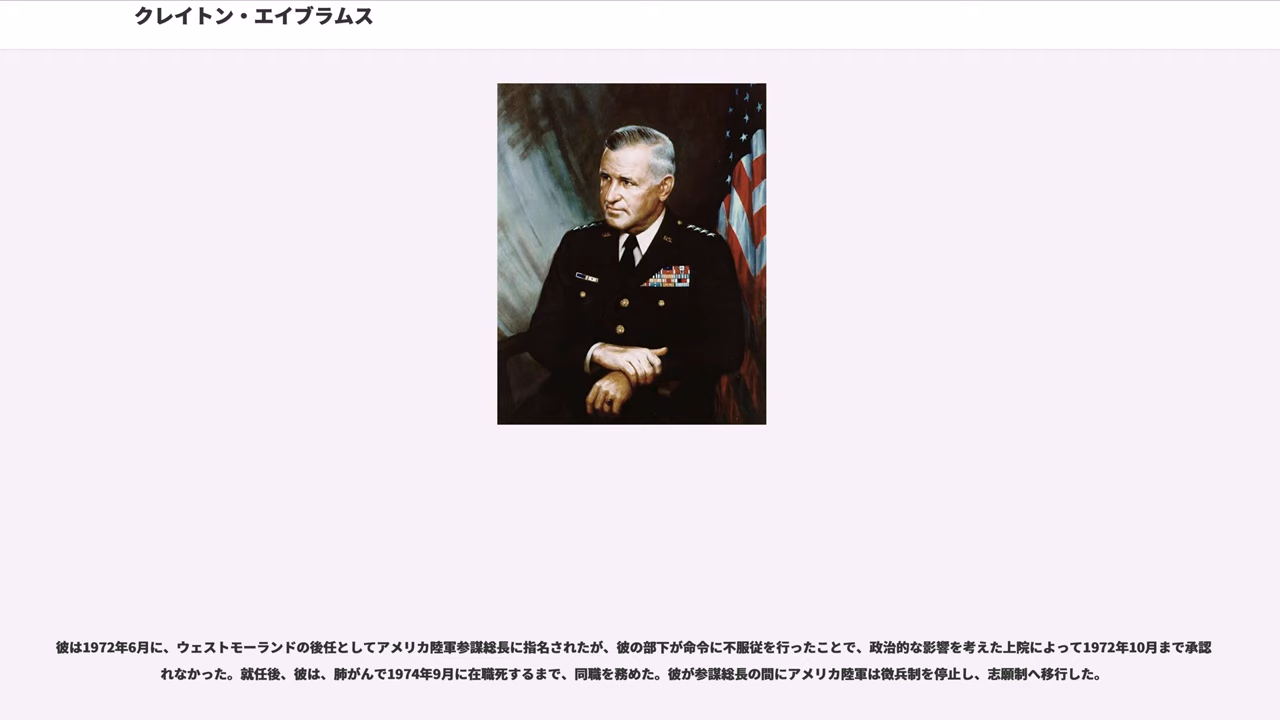 クレイトン・エイブラムス
彼は1972年6月に、ウェストモーランドの後任としてアメリカ陸軍参謀総長に指名されたが、彼の部下が命令に不服従を行ったことで、政治的な影響を考えた上院によって1972年10月まで承認
れなかった。就任後、彼は、肺がんで1974年9月に在職死するまで、同職を務めた。彼が参謀総長の間にアメリカ陸軍は徴兵制を停止し、志願制へ移行した。